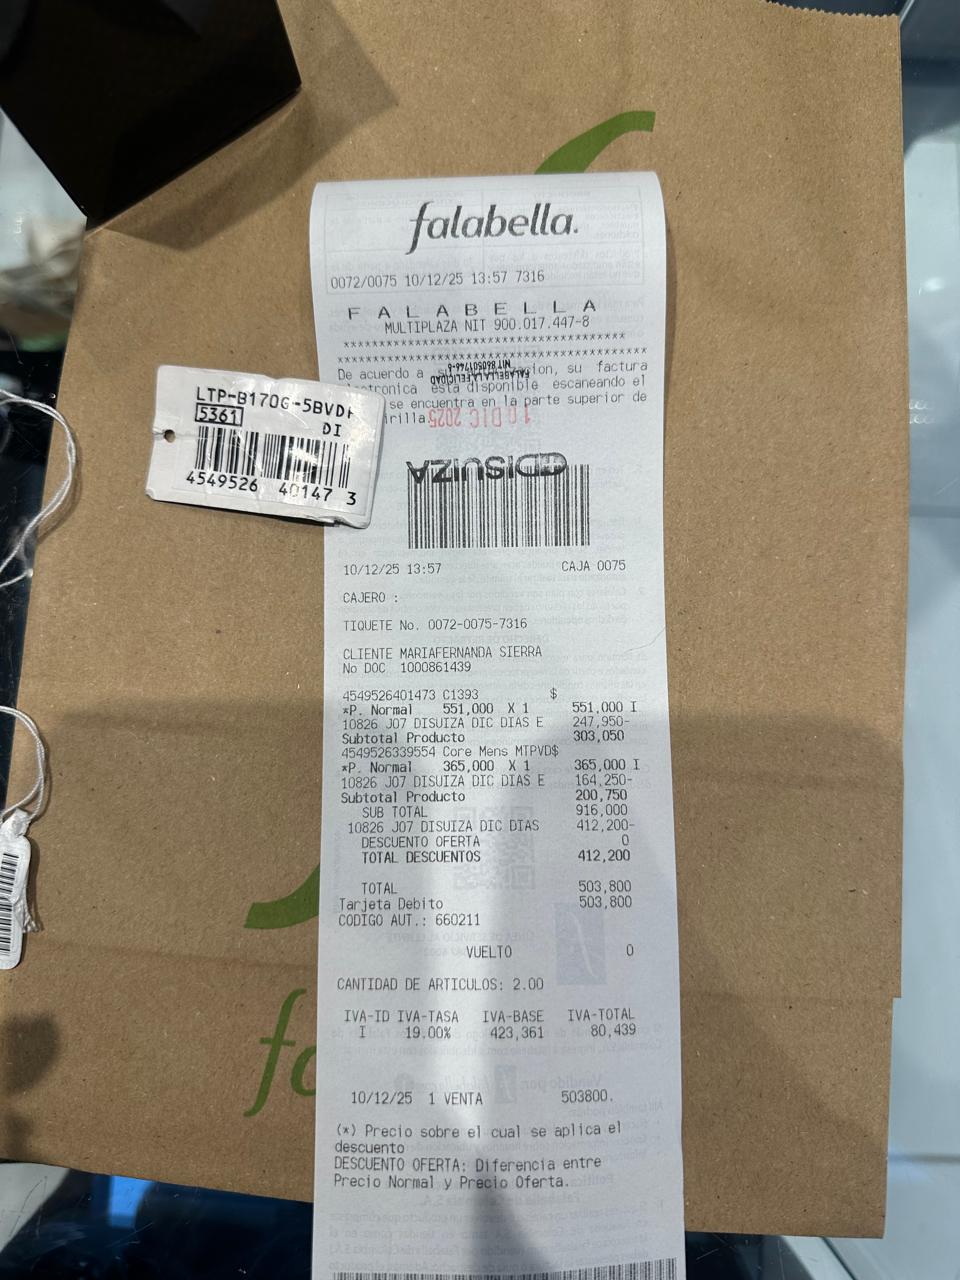 falabella.
0072/0075 10/12/25 13:57 7316
F A L A B E L L A
MULTIPLAZA NIT 900.017.447-8
****************************************
********************************************
De acuerdo a su , su factura
electronica esta disponible escaneando el
se encuentra en la parte superior de
FALABELLA LA FELICIDAD
NIT.860501746-8
10 DIC 2025
DISUIZA
LTP-B170G-5BVD
5361
DI
4549526 40147 3
10/12/25 13:57 CAJA 0075
CAJERO :
TIQUETE No. 0072-0075-7316
CLIENTE MARIAFERNANDA SIERRA
No DOC 1000861439
4549526401473 C1393 $
*P. Normal 551,000 X 1 551,000 I
10826 J07 DISUIZA DIC DIAS E 247,950-
Subtotal Producto 303,050
4549526339554 Core Mens MTPVD$
*P. Normal 365,000 X 1 365,000 I
10826 J07 DISUIZA DIC DIAS E 164,250-
Subtotal Producto 200,750
SUB TOTAL 916,000
10826 J07 DISUIZA DIC DIAS 412,200-
DESCUENTO OFERTA 0
TOTAL DESCUENTOS 412,200
TOTAL 503,800
Tarjeta Debito 503,800
CODIGO AUT.: 660211
VUELTO 0
CANTIDAD DE ARTICULOS: 2.00
IVA-ID IVA-TASA IVA-BASE IVA-TOTAL
I 19.00% 423,361 80,439
10/12/25 1 VENTA 503800.
(*) Precio sobre el cual se aplica el
descuento
DESCUENTO OFERTA: Diferencia entre
Precio Normal y Precio Oferta.